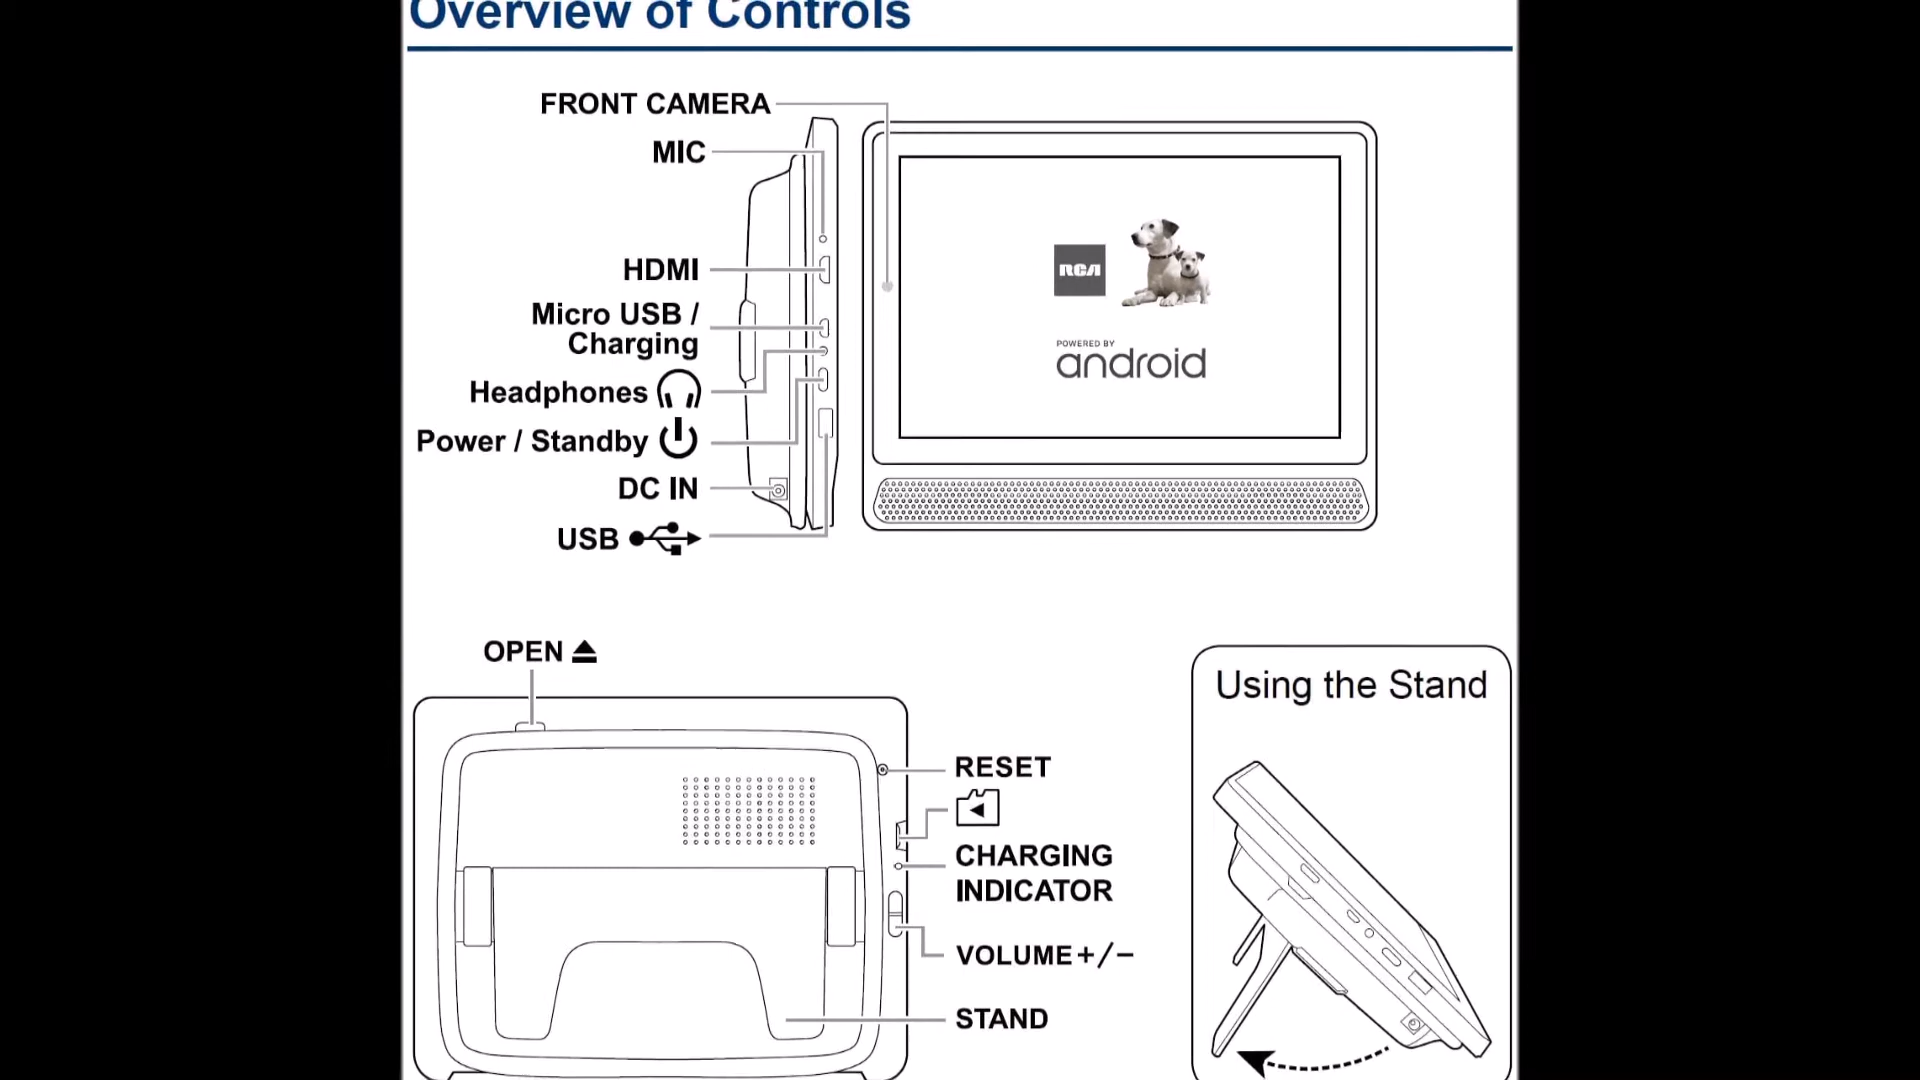 Overview of Controls
FRONT CAMERA
MIC
HDMI
Micro USB /
Charging
Headphones
Power / Standby
DC IN
USB
RCA
POWERED BY
android
OPEN
RESET
CHARGING
INDICATOR
VOLUME+/−
STAND
Using the Stand